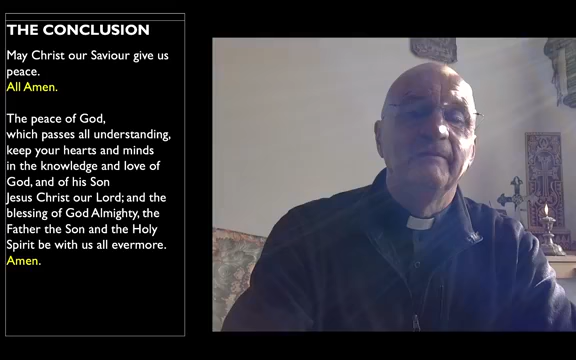 THE CONCLUSION
May Christ our Saviour give us
peace.
All Amen.
The peace of God,
which passes all understanding,
keep your hearts and minds
in the knowledge and love of
God, and of his Son
Jesus Christ our Lord; and the
blessing of God Almighty, the
Father the Son and the Holy
Spirit be with us all evermore.
Amen.